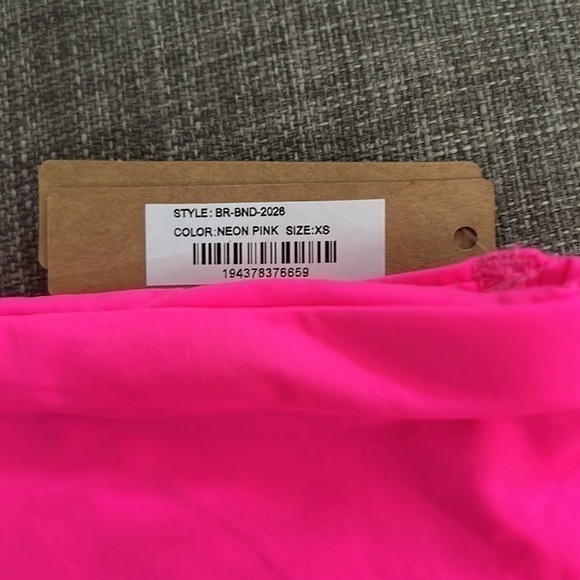 STYLE: BR-BND-2026
COLOR:NEON PINK SIZE:XS
194378376659